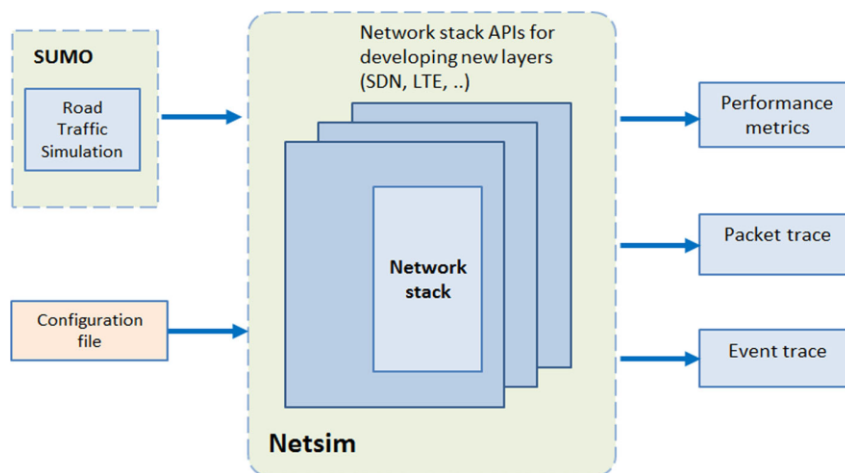 SUMO
Road
Traffic
Simulation
Configuration
file
Network stack APIs for
developing new layers
(SDN, LTE, ..)
Network
stack
Netsim
Performance
metrics
Packet trace
Event trace